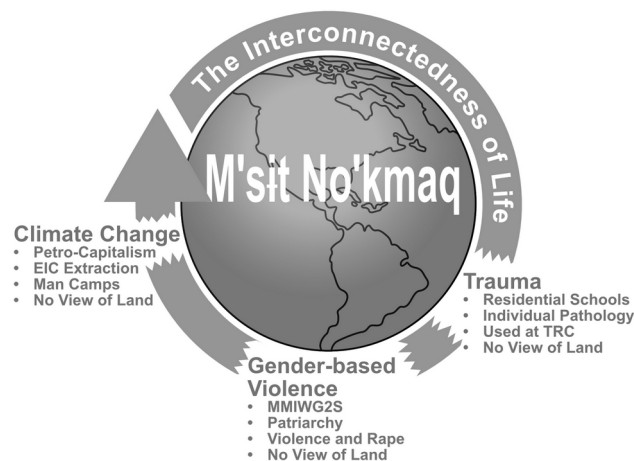 The Interconnectedness of Life
M'sɨt No'kmaq
Climate Change
• Petro-Capitalism
• EIC Extraction
• Man Camps
• No View of Land
Trauma
• Residential Schools
• Individual Pathology
• Used at TRC
• No View of Land
Gender-based
Violence
• MMIWG2S
• Patriarchy
• Violence and Rape
• No View of Land